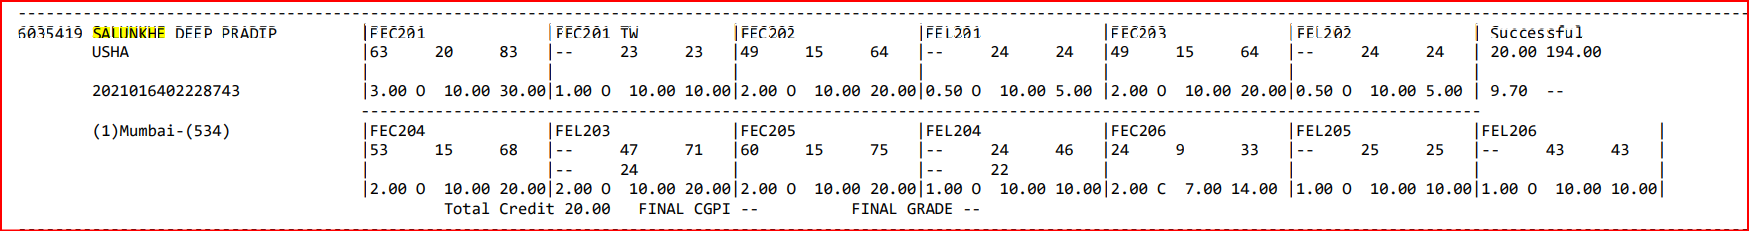 6035419 SALUNKHE DEEP PRADIP |FEC201 |FEC201 TW |FEC202 |FEL201 |FEC203 |FEL202 | Successful
USHA |63 20 83|-- 23 23|49 15 64|-- 24 24|49 15 64|-- 24 24| 20.00 194.00
2021016402228743 |3.00 O 10.00 30.00|1.00 O 10.00 10.00|2.00 O 10.00 20.00|0.50 O 10.00 5.00 |2.00 O 10.00 20.00|0.50 O 10.00 5.00 | 9.70 --
(1)Mumbai-(534) |FEC204 |FEL203 |FEC205 |FEL204 |FEC206 |FEL205 |FEL206 |
|53 15 68|-- 47 71|60 15 75|-- 24 46|24 9 33|-- 25 25|-- 43 43 |
| |-- 24 | |-- 22 | | | |
|2.00 O 10.00 20.00|2.00 O 10.00 20.00|2.00 O 10.00 20.00|1.00 O 10.00 10.00|2.00 C 7.00 14.00 |1.00 O 10.00 10.00|1.00 O 10.00 10.00|
Total Credit 20.00 FINAL CGPI -- FINAL GRADE --